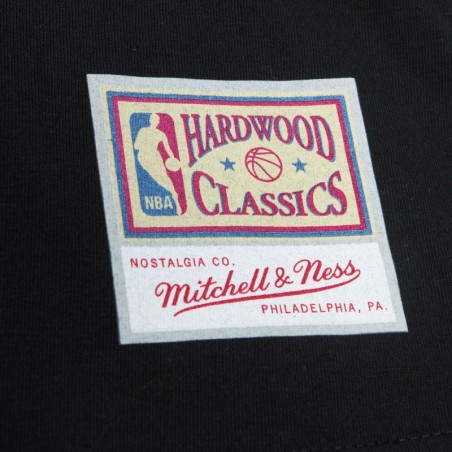 HARDWOOD
NBA
CLASSICS
NOSTALGIA CO.
Mitchell & Ness
PHILADELPHIA, PA.